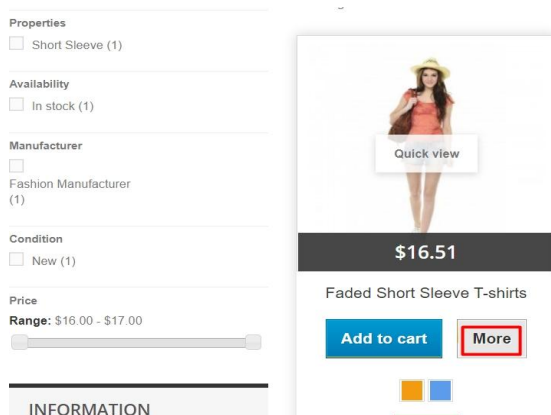 Properties
Short Sleeve (1)
Availability
In stock (1)
Manufacturer
Fashion Manufacturer
(1)
Condition
New (1)
Price
Range: $16.00 - $17.00
INFORMATION
Quick view
$16.51
Faded Short Sleeve T-shirts
Add to cart
More